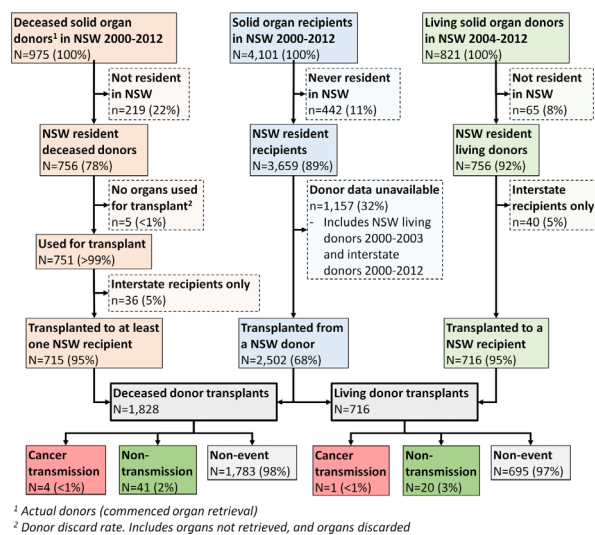 Deceased solid organ
donors¹ in NSW 2000-2012
N=975 (100%)
Not resident
in NSW
n=219 (22%)
NSW resident
deceased donors
N=756 (78%)
No organs used
for transplant²
n=5 (<1%)
Used for transplant
N=751 (>99%)
Interstate recipients only
n=36 (5%)
Transplanted to at least
one NSW recipient
N=715 (95%)
Solid organ recipients
in NSW 2000-2012
N=4,101 (100%)
Never resident
in NSW
n=442 (11%)
NSW resident
recipients
N=3,659 (89%)
Donor data unavailable
n=1,157 (32%)
- Includes NSW living
donors 2000-2003
and interstate
donors 2000-2012
Transplanted from
a NSW donor
N=2,502 (68%)
Living solid organ donors
in NSW 2004-2012
N=821 (100%)
Not resident
in NSW
n=65 (8%)
NSW resident
living donors
N=756 (92%)
Interstate
recipients only
n=40 (5%)
Transplanted to a
NSW recipient
N=716 (95%)
Deceased donor transplants
N=1,828
Living donor transplants
N=716
Cancer
transmission
N=4 (<1%)
Non-
transmission
N=41 (2%)
Non-event
N=1,783 (98%)
Cancer
transmission
N=1 (<1%)
Non-
transmission
N=20 (3%)
Non-event
N=695 (97%)
¹ Actual donors (commenced organ retrieval)
² Donor discard rate. Includes organs not retrieved, and organs discarded